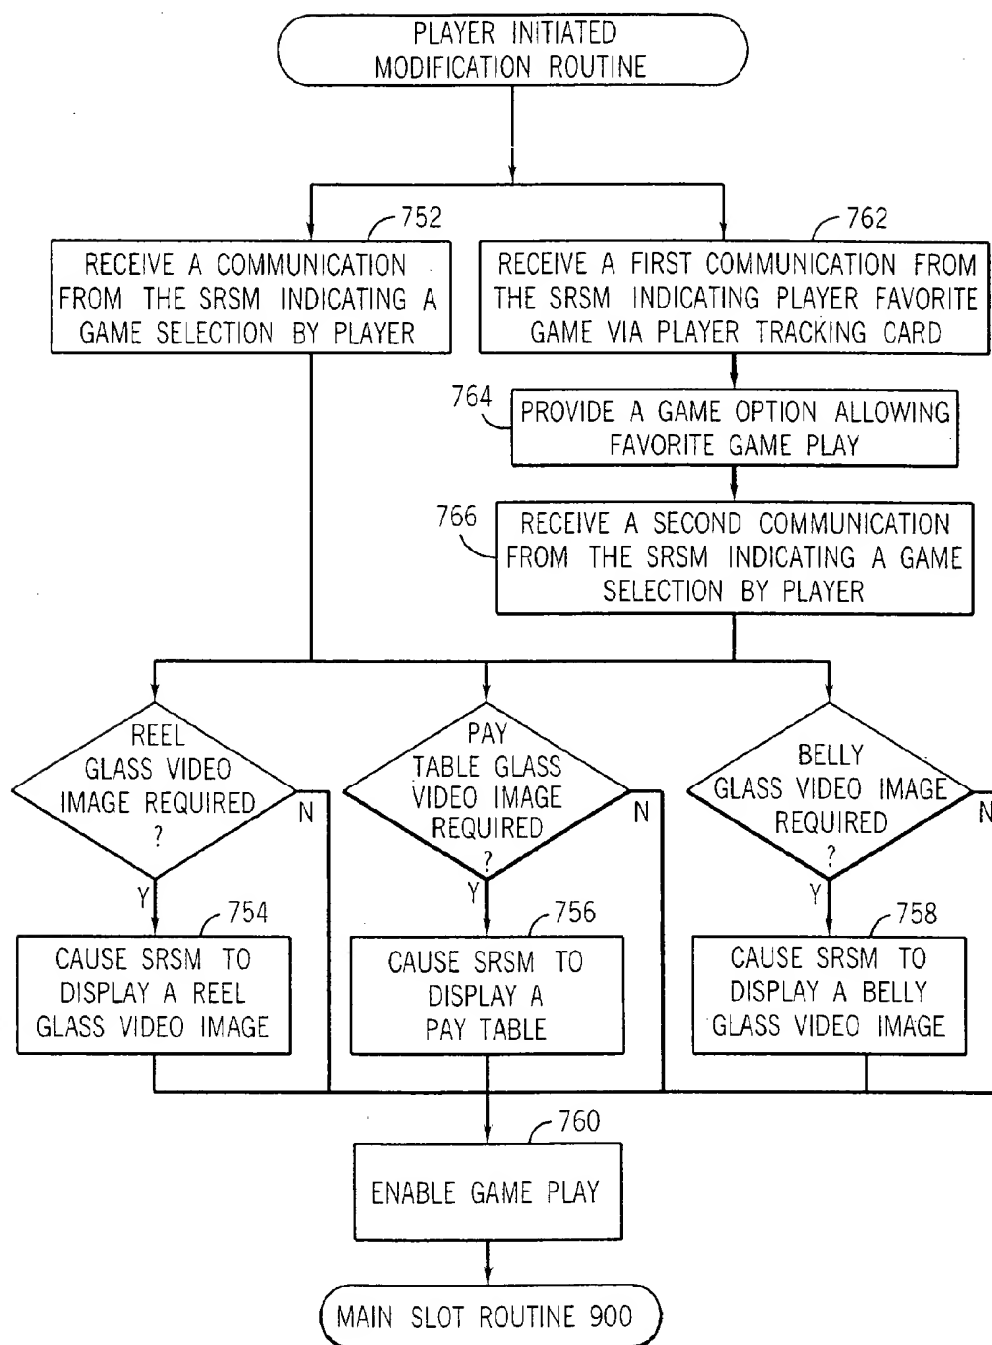 PLAYER INITIATED
MODIFICATION ROUTINE
752
RECEIVE A COMMUNICATION
FROM THE SRSM INDICATING A
GAME SELECTION BY PLAYER
762
RECEIVE A FIRST COMMUNICATION FROM
THE SRSM INDICATING PLAYER FAVORITE
GAME VIA PLAYER TRACKING CARD
764
PROVIDE A GAME OPTION ALLOWING
FAVORITE GAME PLAY
766
RECEIVE A SECOND COMMUNICATION
FROM THE SRSM INDICATING A GAME
SELECTION BY PLAYER
REEL
GLASS VIDEO
IMAGE REQUIRED
?
N
Y
PAY
TABLE GLASS
VIDEO IMAGE
REQUIRED
?
N
Y
BELLY
GLASS VIDEO IMAGE
REQUIRED
?
N
Y
754
CAUSE SRSM TO
DISPLAY A REEL
GLASS VIDEO IMAGE
756
CAUSE SRSM TO
DISPLAY A
PAY TABLE
758
CAUSE SRSM TO
DISPLAY A BELLY
GLASS VIDEO IMAGE
760
ENABLE GAME PLAY
MAIN SLOT ROUTINE 900